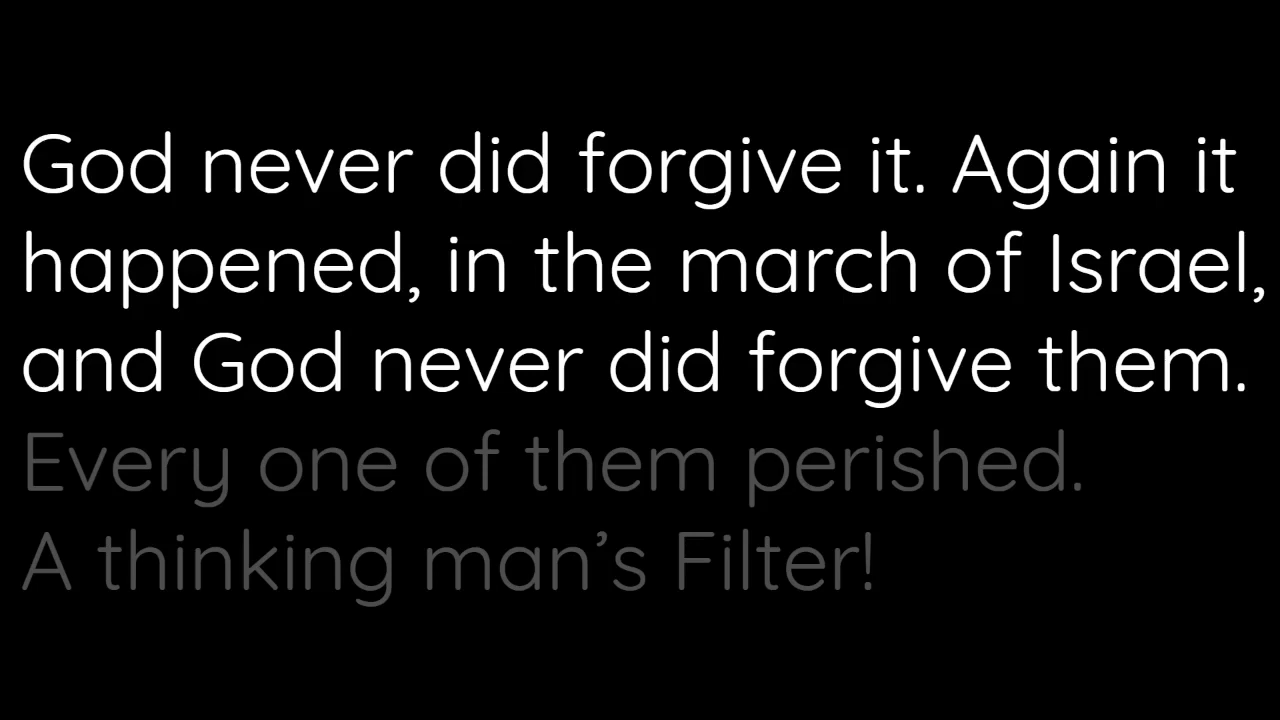 God never did forgive it. Again it
happened, in the march of Israel,
and God never did forgive them.
Every one of them perished.
A thinking man’s Filter!